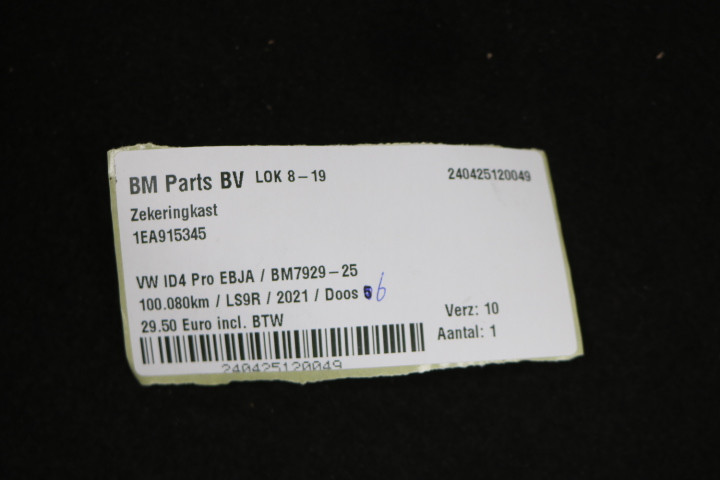 BM Parts BV LOK 8-19 240425120049
Zekeringkast
1EA915345
VW ID4 Pro EBJA / BM7929-25
100.080km / LS9R / 2021 / Doos 5 6
29.50 Euro incl. BTW
Verz: 10
Aantal: 1
240425120049